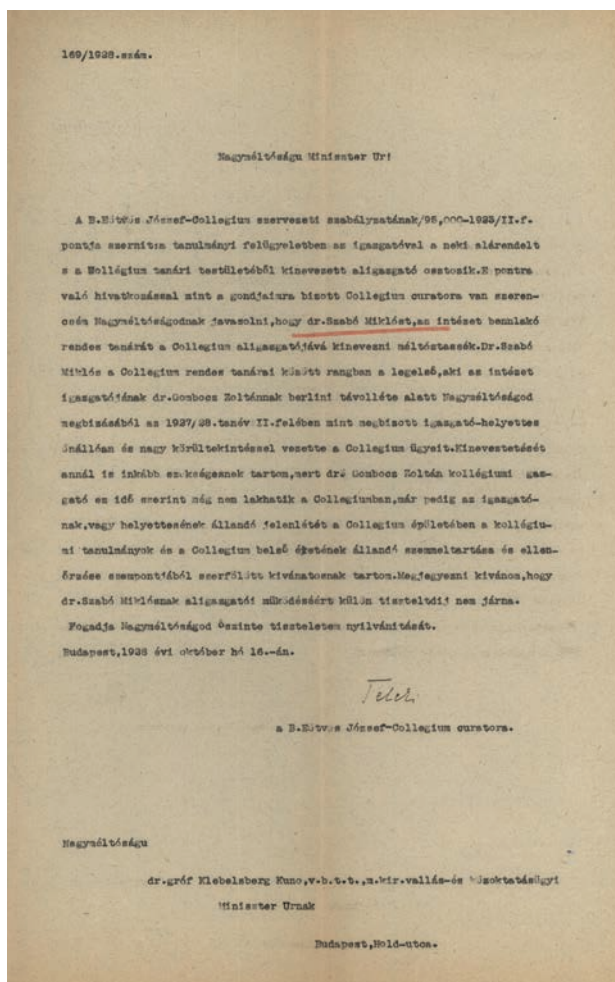 169/1928.szám.
Nagyméltóságu Miniszter Ur!
A B.Eötvös József-Collegium szervezeti szabályzatának/95,000-1923/II.f.
pontja szernit:a tanulmányi felügyeletben az igazgatóval a neki alárendelt
s a Kollégium tanári testületéből kinevezett aligazgató osztozik.E pontra
való hivatkozással mint a gondjaimra bizott Collegium curatora van szeren-
csém Nagyméltóságodnak javasolni,hogy dr.Szabó Miklóst,az intézet bennlakó
rendes tanárát a Collegium aligazgatójává kinevezni méltóztassék.Dr.Szabó
Miklós a Collegium rendes tanárai között rangban a legelső,aki az intézet
igazgatójának dr.Gombocz Zoltánnak berlini távolléte alatt Nagyméltóságod
megbizásából az 1927/28.tanév II.felében mint megbizott igazgató-helyettes
önállóan és nagy körültekintéssel vezette a Collegium ügyeit.Kineveztetését
annál is inkább szükségesnek tartom,mert dr. Gombocz Zoltán kollégiumi gaz-
gató ez idő szerint még nem lakhatik a Collegiumban,már pedig az igazgató-
nak,vagy helyettesének állandó jelenlétét a Collegium épületében a kollégiu-
mi tanulmányok és a Collegium belső életének állandó szemmeltartása és ellen-
őrzése szempontjából szerfölött kivánatosnak tartom.Megjegyezni kivánom,hogy
dr.Szabó Miklósnak aligazgatói müködéséért külön tiszteltdij nem járna.
Fogadja Nagyméltóságod őszinte tiszteletem nyilvánitását.
Budapest,1928 évi október hó 16.-án.
Teleki
a B.Eötvös József-Collegium curatora.
Nagyméltóságu
dr.gróf Klebelsberg Kuno,v.b.t.t.,m.kir.vallás-és közoktatásügyi
Miniszter Urnak
Budapest,Hold-utca.